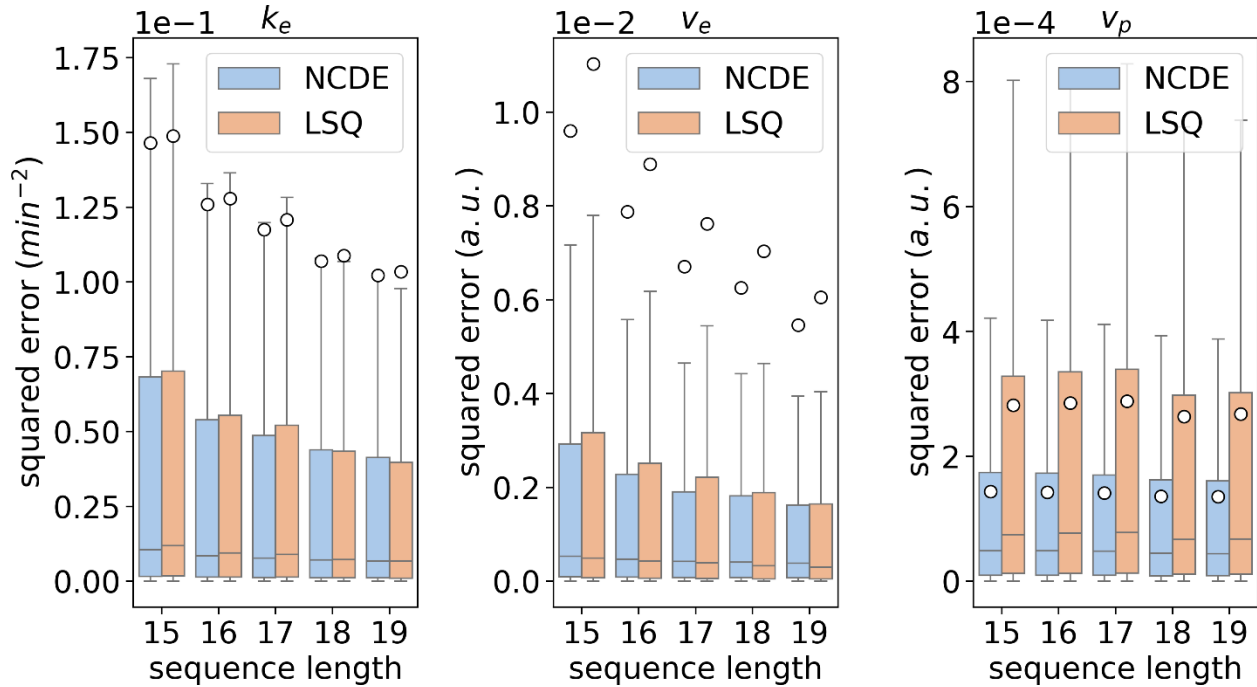 1e−1
k_e
squared error (min⁻²)
1.75
1.50
1.25
1.00
0.75
0.50
0.25
0.00
NCDE
LSQ
15 16 17 18 19
sequence length
1e−2
v_e
squared error (a. u.)
1.0
0.8
0.6
0.4
0.2
0.0
NCDE
LSQ
15 16 17 18 19
sequence length
1e−4
v_p
squared error (a. u.)
8
6
4
2
0
NCDE
LSQ
15 16 17 18 19
sequence length